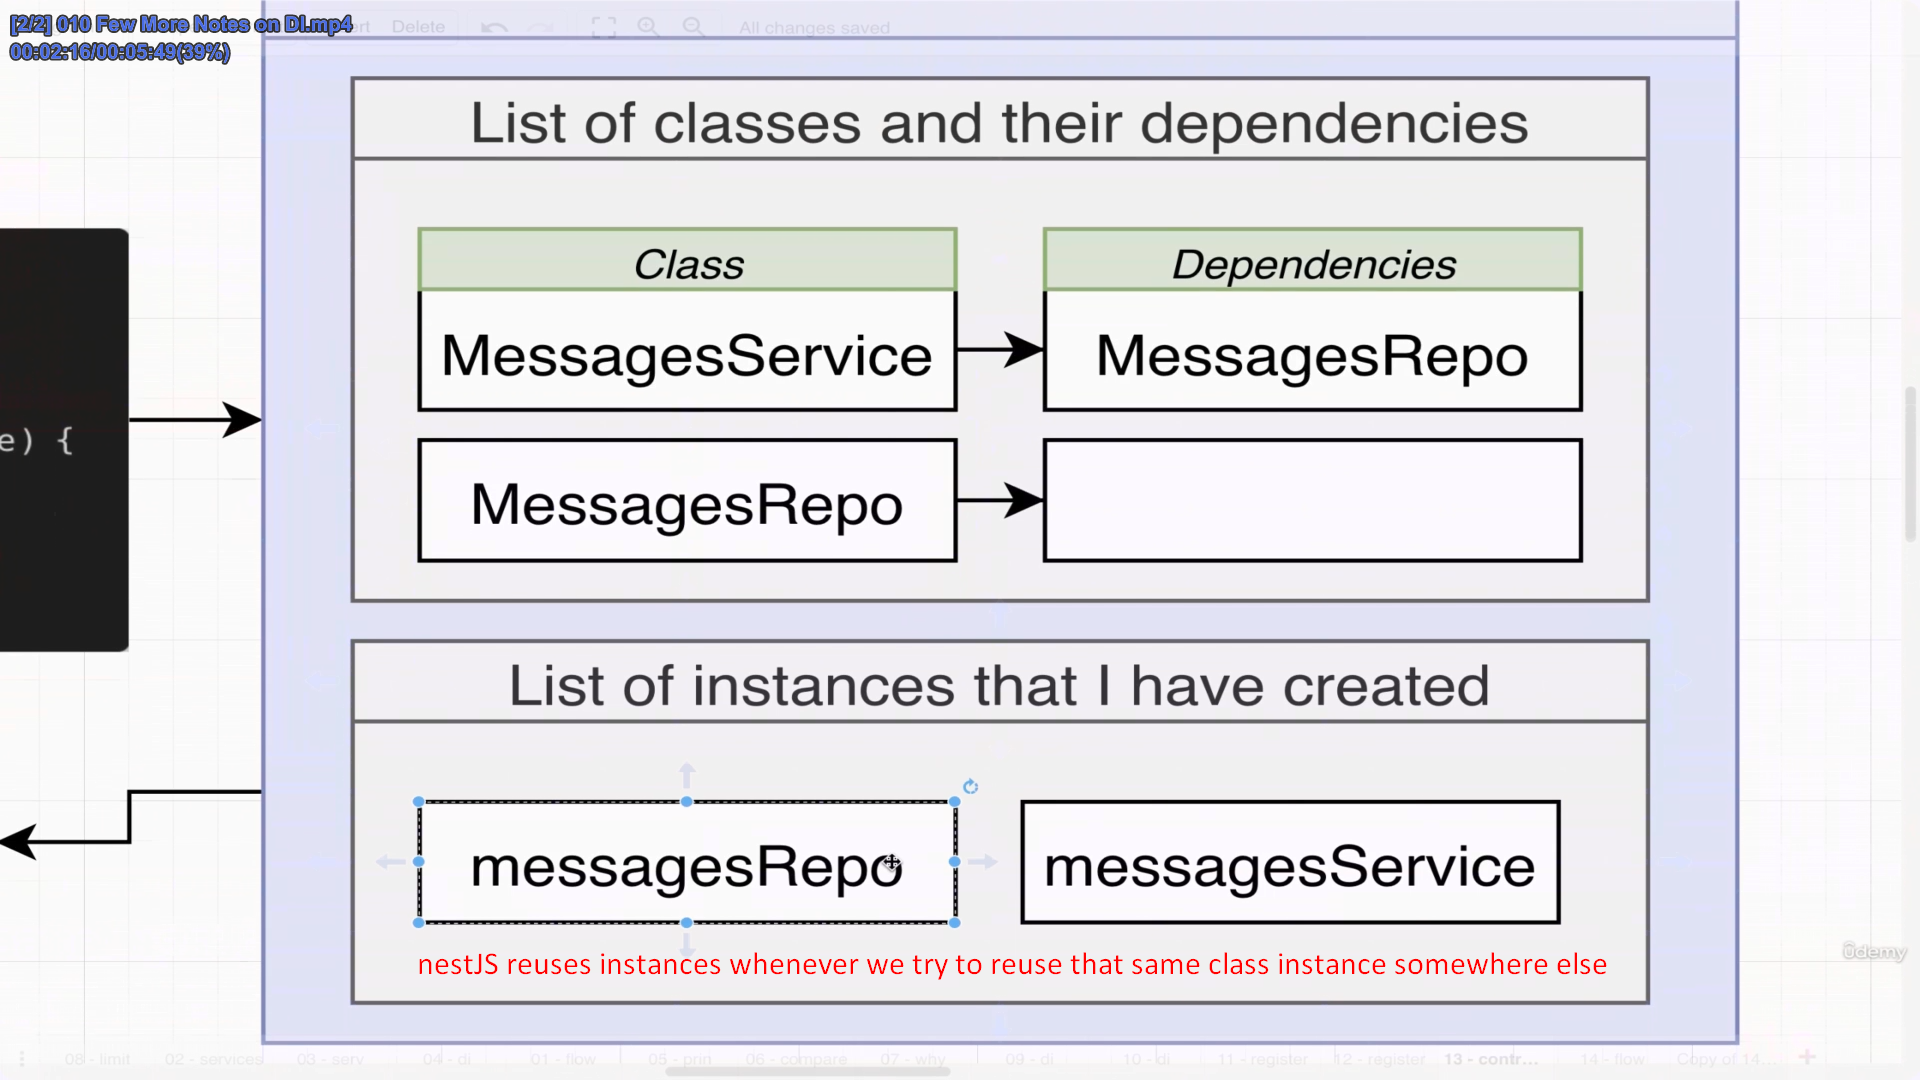 [2/2] 010 Few More Notes on DI.mp4
Delete
All changes saved
00:02:16/00:05:49(39%)
List of classes and their dependencies
Class
Dependencies
MessagesService
MessagesRepo
e) {
MessagesRepo
List of instances that I have created
messagesRepo
messagesService
nestJS reuses instances whenever we try to reuse that same class instance somewhere else
udemy
08 - limit
02 - services
03 - serv
04 - di
01 - flow
05 - prin
06 - compare
07 - why
09 - di
10 - di
11 - register
12 - register
13 - contr...
14 - flow
Copy of 14...